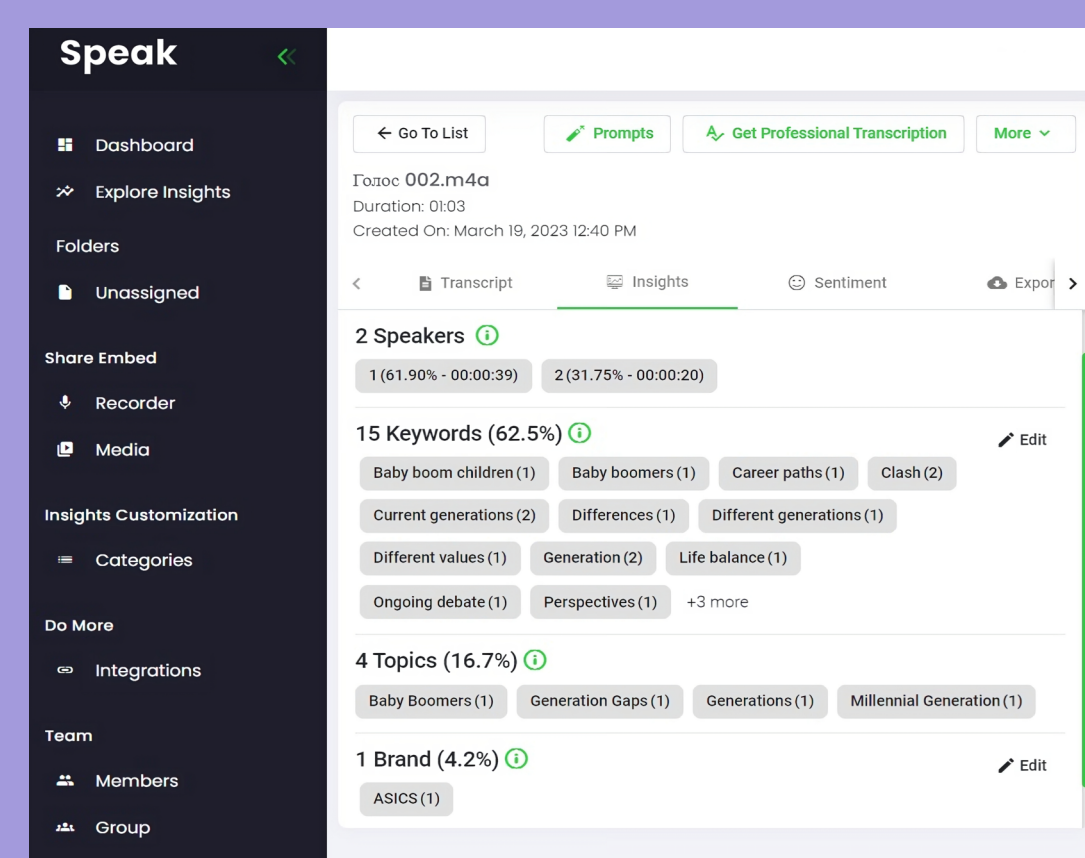 Speak
Dashboard
Explore Insights
Folders
Unassigned
Share Embed
Recorder
Media
Insights Customization
Categories
Do More
Integrations
Team
Members
Group
Go To List
Prompts
Get Professional Transcription
More
Голос 002.m4a
Duration: 01:03
Created On: March 19, 2023 12:40 PM
Transcript
Insights
Sentiment
Expor
2 Speakers
1 (61.90% - 00:00:39) 2 (31.75% - 00:00:20)
15 Keywords (62.5%)
Edit
Baby boom children (1) Baby boomers (1) Career paths (1) Clash (2)
Current generations (2) Differences (1) Different generations (1)
Different values (1) Generation (2) Life balance (1)
Ongoing debate (1) Perspectives (1) +3 more
4 Topics (16.7%)
Baby Boomers (1) Generation Gaps (1) Generations (1) Millennial Generation (1)
1 Brand (4.2%)
Edit
ASICS (1)